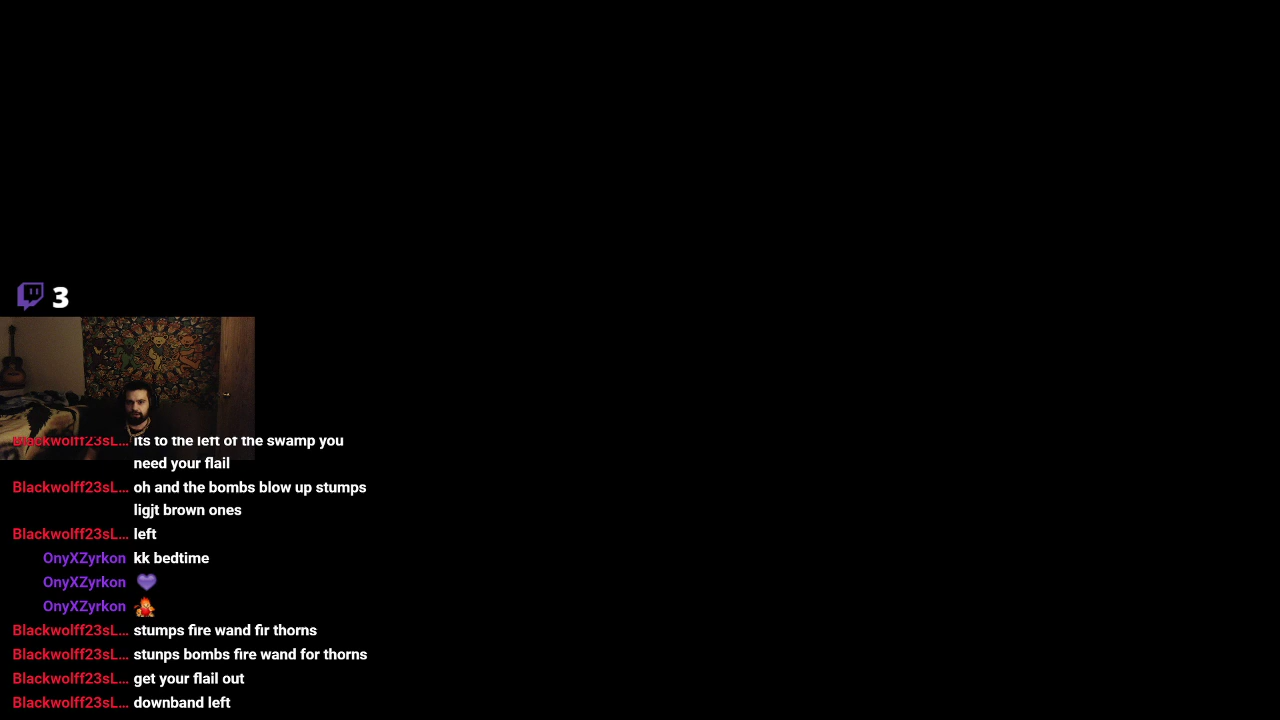 3
Blackwolff23sL... its to the left of the swamp you
need your flail
Blackwolff23sL... oh and the bombs blow up stumps
ligjt brown ones
Blackwolff23sL... left
OnyXZyrkon kk bedtime
OnyXZyrkon
OnyXZyrkon
Blackwolff23sL... stumps fire wand fir thorns
Blackwolff23sL... stunps bombs fire wand for thorns
Blackwolff23sL... get your flail out
Blackwolff23sL... downband left